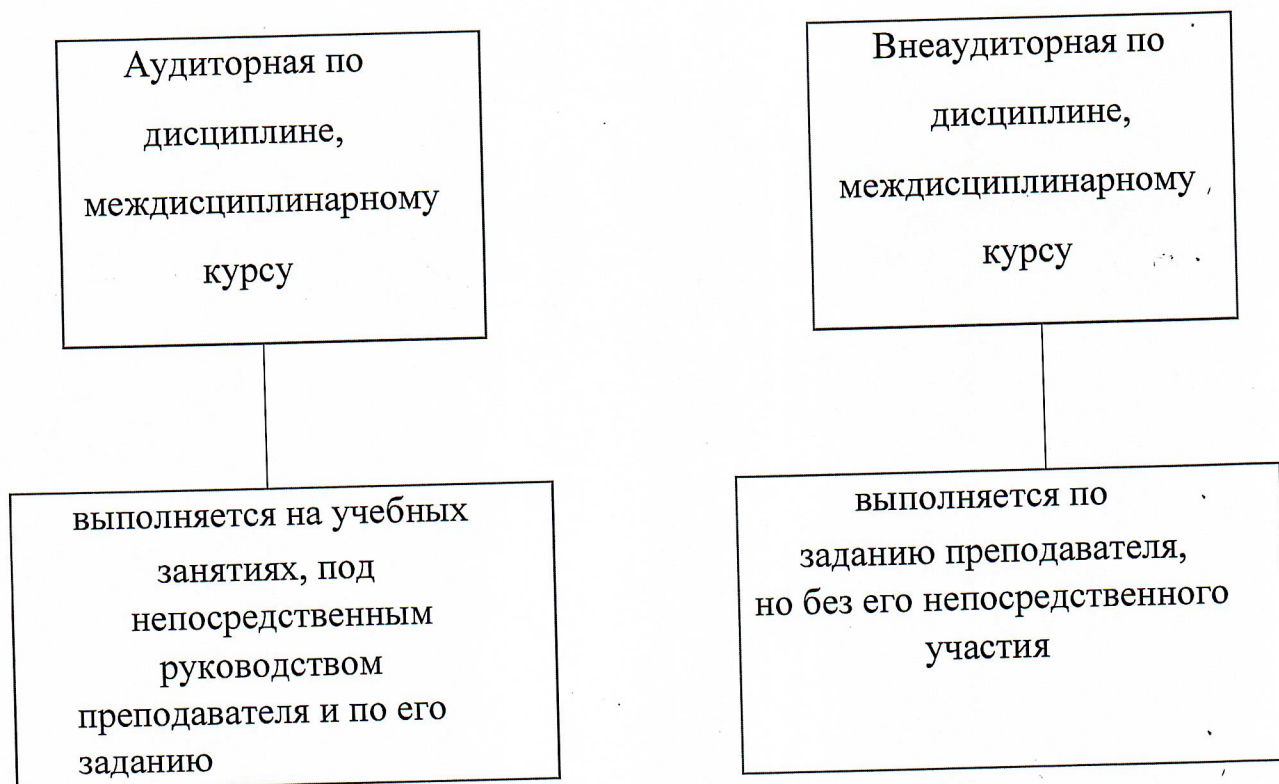 Аудиторная по
дисциплине,
междисциплинарному
курсу
Внеаудиторная по
дисциплине,
междисциплинарному
курсу
выполняется на учебных
занятиях, под
непосредственным
руководством
преподавателя и по его
заданию
выполняется по
заданию преподавателя,
но без его непосредственного
участия